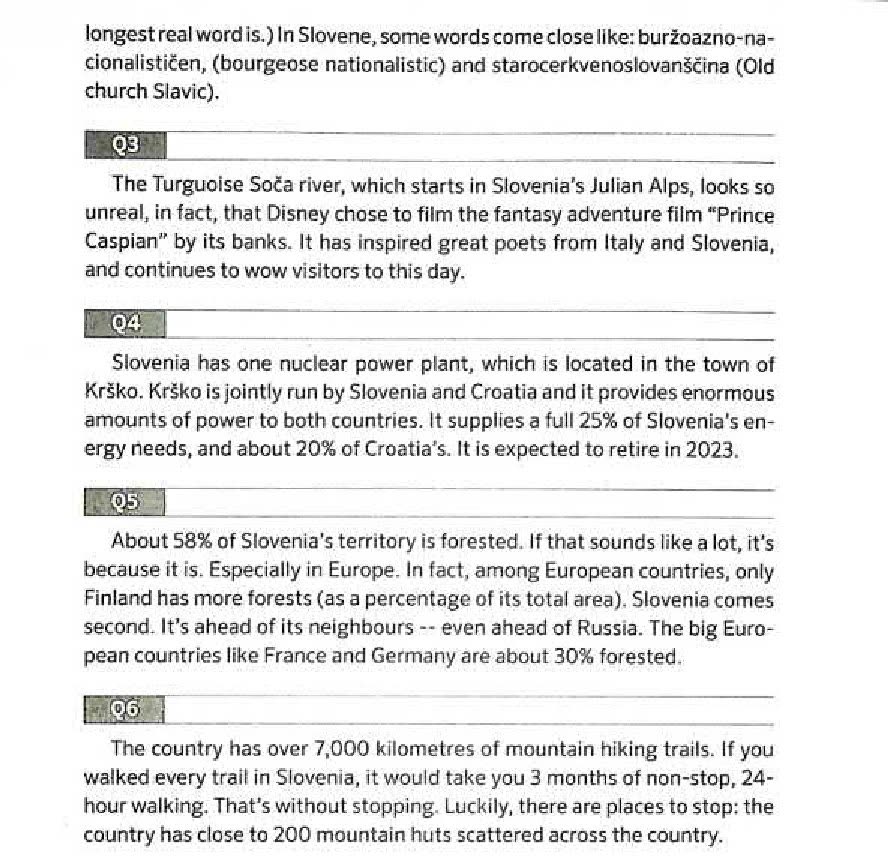 longest real word is.) In Slovene, some words come close like: buržoazno-na-
cionalističen, (bourgeose nationalistic) and starocerkvenoslovanščina (Old
church Slavic).
Q3
The Turguoise Soča river, which starts in Slovenia's Julian Alps, looks so
unreal, in fact, that Disney chose to film the fantasy adventure film "Prince
Caspian" by its banks. It has inspired great poets from Italy and Slovenia,
and continues to wow visitors to this day.
Q4
Slovenia has one nuclear power plant, which is located in the town of
Krško. Krško is jointly run by Slovenia and Croatia and it provides enormous
amounts of power to both countries. It supplies a full 25% of Slovenia's en-
ergy needs, and about 20% of Croatia's. It is expected to retire in 2023.
Q5
About 58% of Slovenia's territory is forested. If that sounds like a lot, it's
because it is. Especially in Europe. In fact, among European countries, only
Finland has more forests (as a percentage of its total area). Slovenia comes
second. It's ahead of its neighbours -- even ahead of Russia. The big Euro-
pean countries like France and Germany are about 30% forested.
Q6
The country has over 7,000 kilometres of mountain hiking trails. If you
walked every trail in Slovenia, it would take you 3 months of non-stop, 24-
hour walking. That's without stopping. Luckily, there are places to stop: the
country has close to 200 mountain huts scattered across the country.